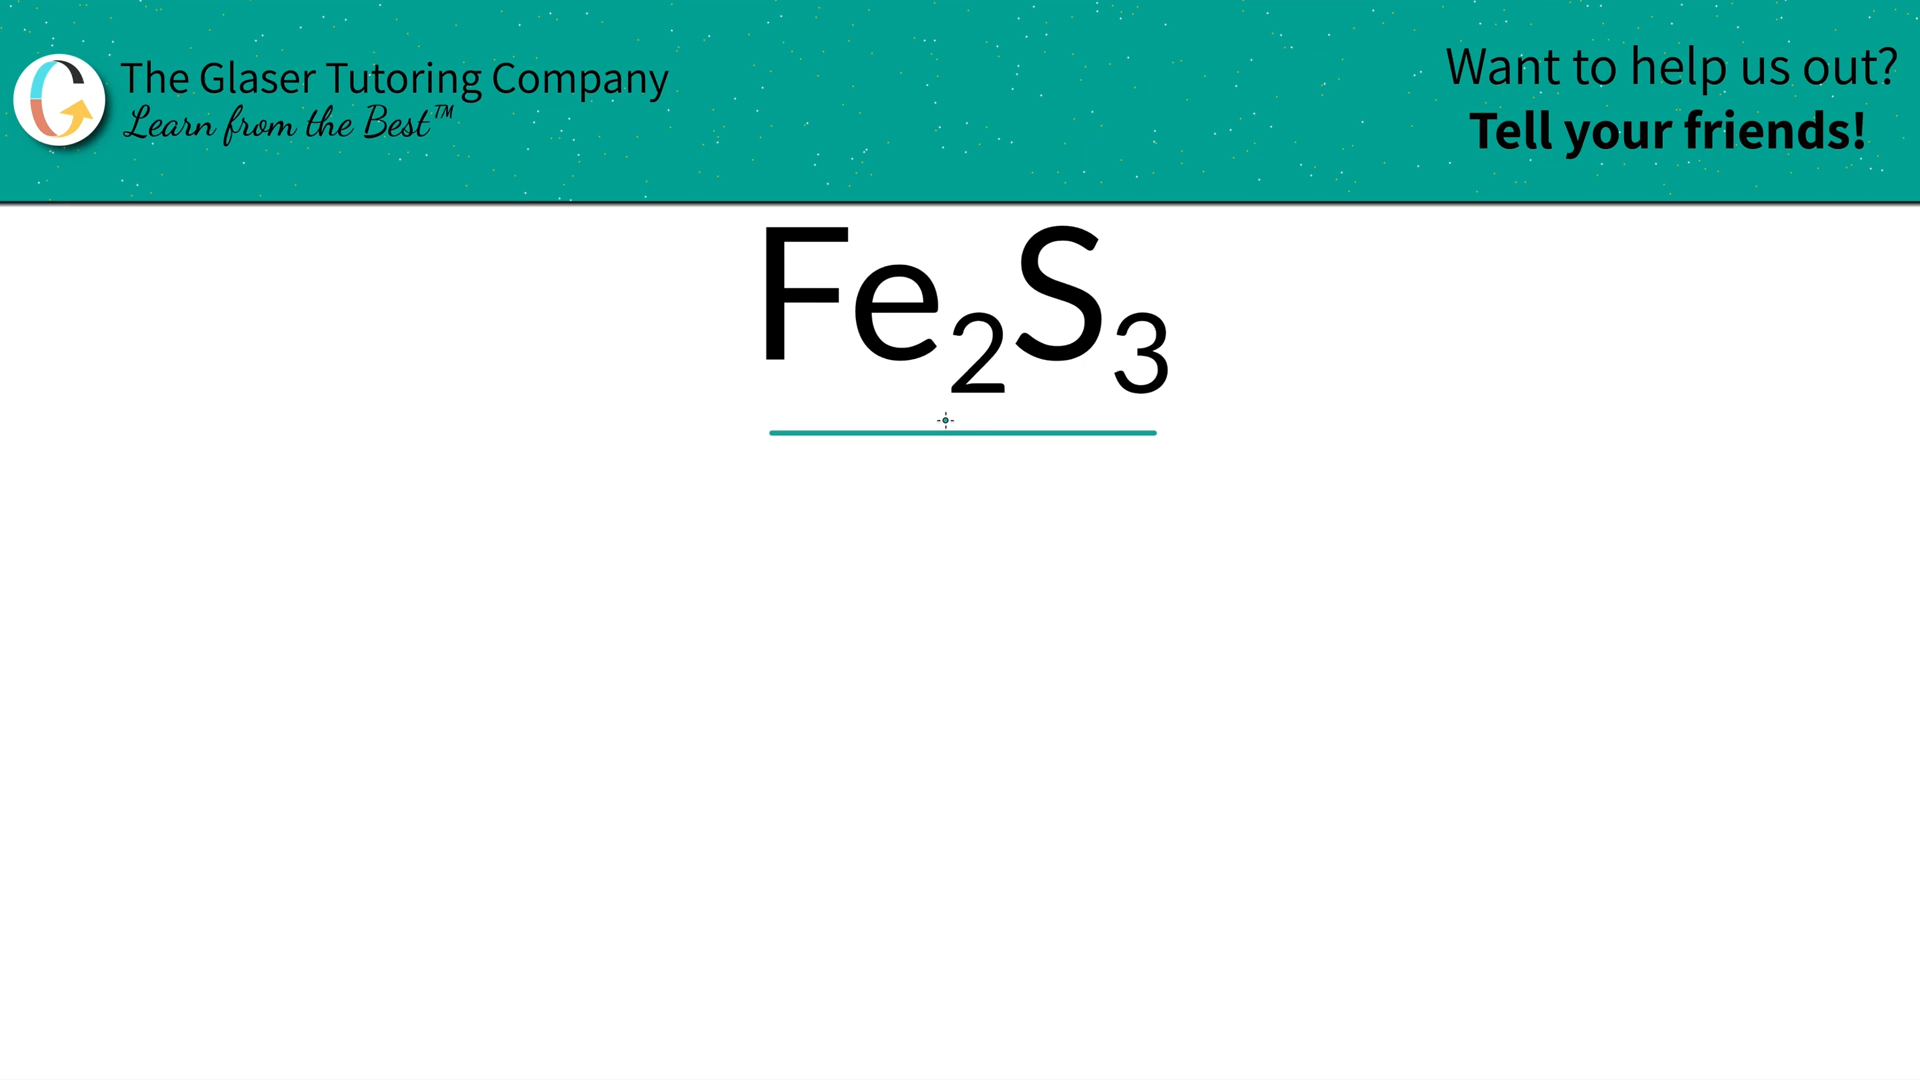 The Glaser Tutoring Company
Learn from the Best™
Want to help us out?
Tell your friends!
Fe₂S₃